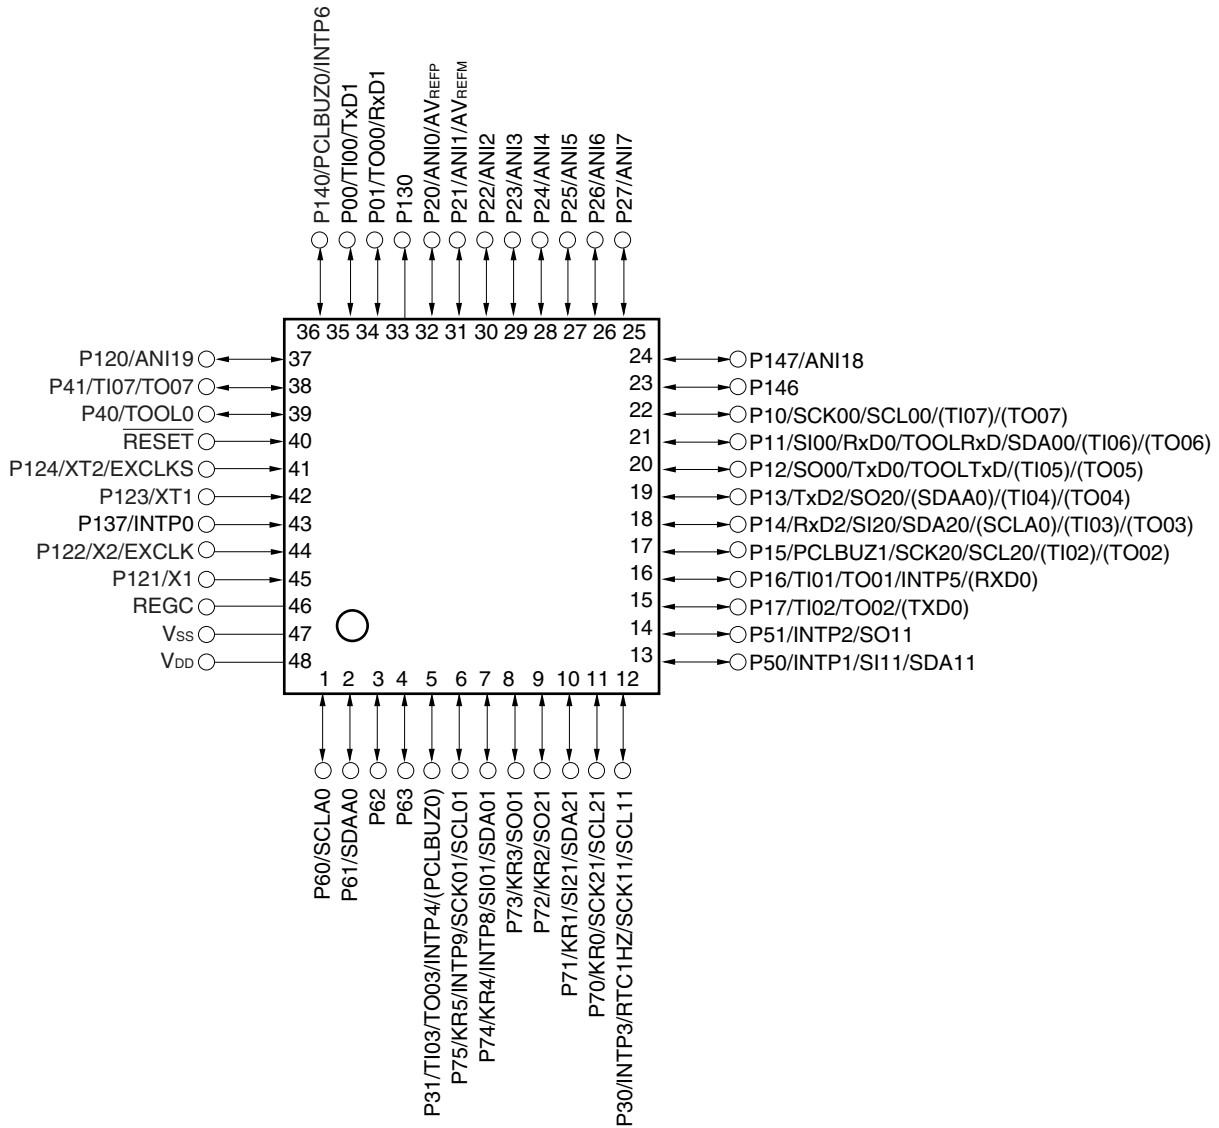 P140/PCLBUZ0/INTP6
P00/TI00/TxD1
P01/TO00/RxD1
P130
P20/ANI0/AVREFP
P21/ANI1/AVREFM
P22/ANI2
P23/ANI3
P24/ANI4
P25/ANI5
P26/ANI6
P27/ANI7
36 35 34 33 32 31 30 29 28 27 26 25
P120/ANI19 37
P41/TI07/TO07 38
P40/TOOL0 39
RESET 40
P124/XT2/EXCLKS 41
P123/XT1 42
P137/INTP0 43
P122/X2/EXCLK 44
P121/X1 45
REGC 46
VSS 47
VDD 48
24 P147/ANI18
23 P146
22 P10/SCK00/SCL00/(TI07)/(TO07)
21 P11/SI00/RxD0/TOOLRxD/SDA00/(TI06)/(TO06)
20 P12/SO00/TxD0/TOOLTxD/(TI05)/(TO05)
19 P13/TxD2/SO20/(SDAA0)/(TI04)/(TO04)
18 P14/RxD2/SI20/SDA20/(SCLA0)/(TI03)/(TO03)
17 P15/PCLBUZ1/SCK20/SCL20/(TI02)/(TO02)
16 P16/TI01/TO01/INTP5/(RXD0)
15 P17/TI02/TO02/(TXD0)
14 P51/INTP2/SO11
13 P50/INTP1/SI11/SDA11
1 2 3 4 5 6 7 8 9 10 11 12
P60/SCLA0
P61/SDAA0
P62
P63
P31/TI03/TO03/INTP4/(PCLBUZ0)
P75/KR5/INTP9/SCK01/SCL01
P74/KR4/INTP8/SI01/SDA01
P73/KR3/SO01
P72/KR2/SO21
P71/KR1/SI21/SDA21
P70/KR0/SCK21/SCL21
P30/INTP3/RTC1HZ/SCK11/SCL11